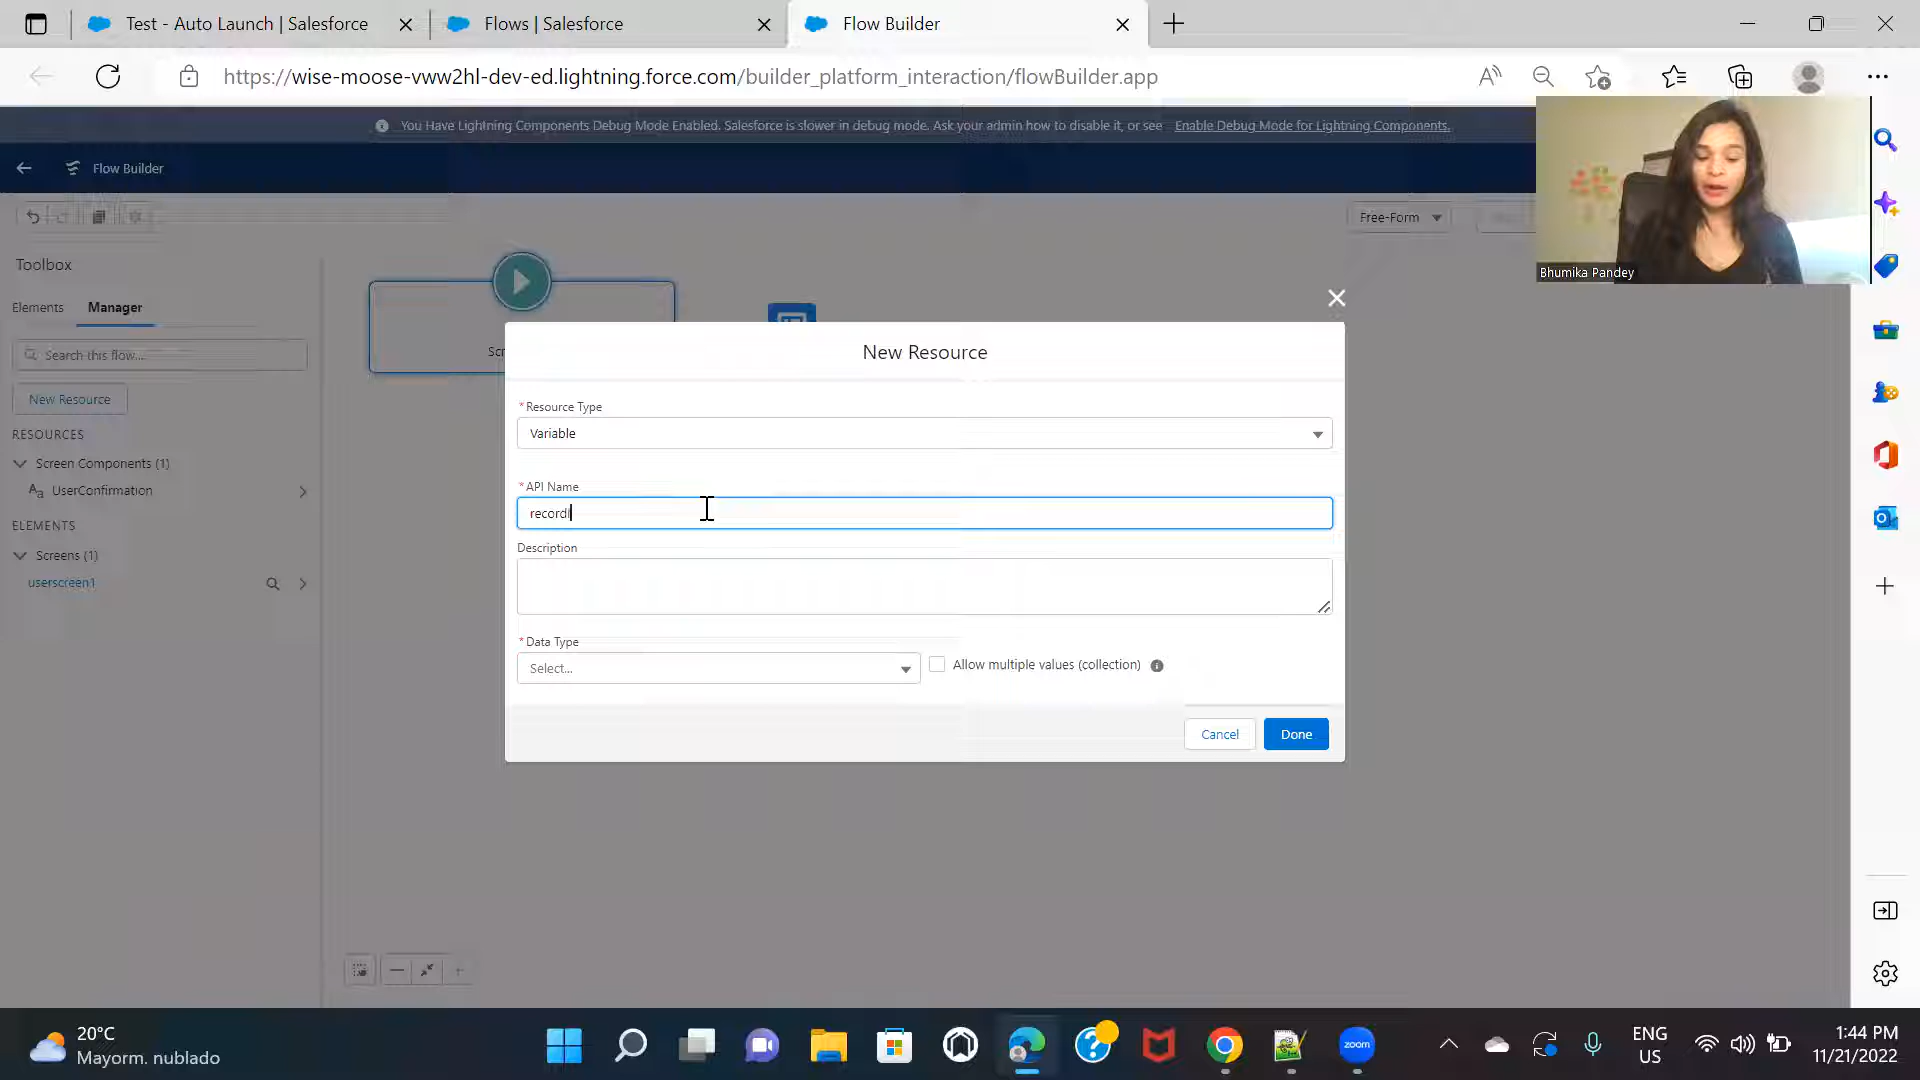 Test - Auto Launch | Salesforce
Flows | Salesforce
Flow Builder
https://wise-moose-vww2hl-dev-ed.lightning.force.com/builder_platform_interaction/flowBuilder.app
You Have Lightning Components Debug Mode Enabled. Salesforce is slower in debug mode. Ask your admin how to disable it, or see Enable Debug Mode for Lightning Components.
Flow Builder
Free-Form
Bhumika Pandey
Toolbox
Elements
Manager
Search this flow...
New Resource
RESOURCES
Screen Components (1)
Aa UserConfirmation
ELEMENTS
Screens (1)
userscreen1
Scr
New Resource
* Resource Type
Variable
* API Name
recordI
Description
* Data Type
Select...
Allow multiple values (collection)
Cancel
Done
20°C
Mayorm. nublado
zoom
ENG
US
1:44 PM
11/21/2022